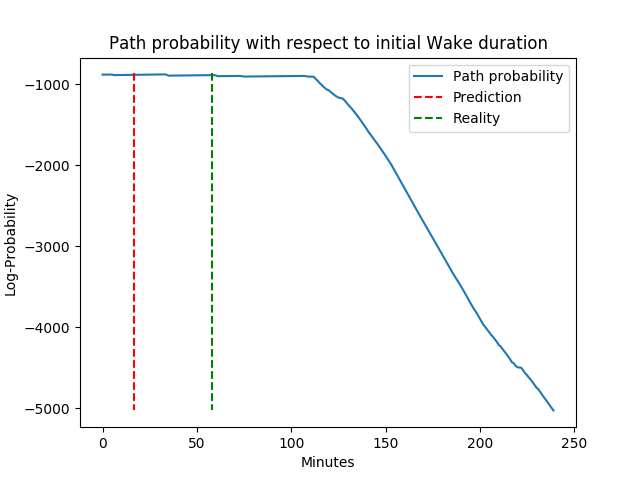 Path probability with respect to initial Wake duration
Path probability
Prediction
Reality
Log-Probability
−1000
−2000
−3000
−4000
−5000
0 50 100 150 200 250
Minutes